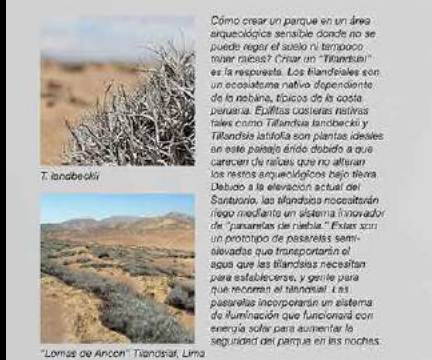 Cómo crear un parque en un área
arqueológica sensible donde no se
puede regar el suelo ni tampoco
tener raíces? Crear un "Tilandsial"
es la respuesta. Los tilandsiales son
un ecosistema nativo dependiente
de la neblina, típicos de la costa
peruana. Epífitas costeras nativas
tales como Tillandsia landbeckii y
Tillandsia latifolia son plantas ideales
en este paisaje árido debido a que
carecen de raíces que no alteran
los restos arqueológicos bajo tierra.
Debido a la elevación actual del
Santuario, las tilandsias necesitarán
riego mediante un sistema innovador
de "pasarelas de niebla." Estas son
un prototipo de pasarelas semi-
elevadas que transportarán el
agua que las tilandsias necesitan
para establecerse, y gente para
que recorran el tilandsial. Las
pasarelas incorporarán un sistema
de iluminación que funcionará con
energía solar para aumentar la
seguridad del parque en las noches.
T. landbeckii
"Lomas de Ancon" Tilandsial, Lima